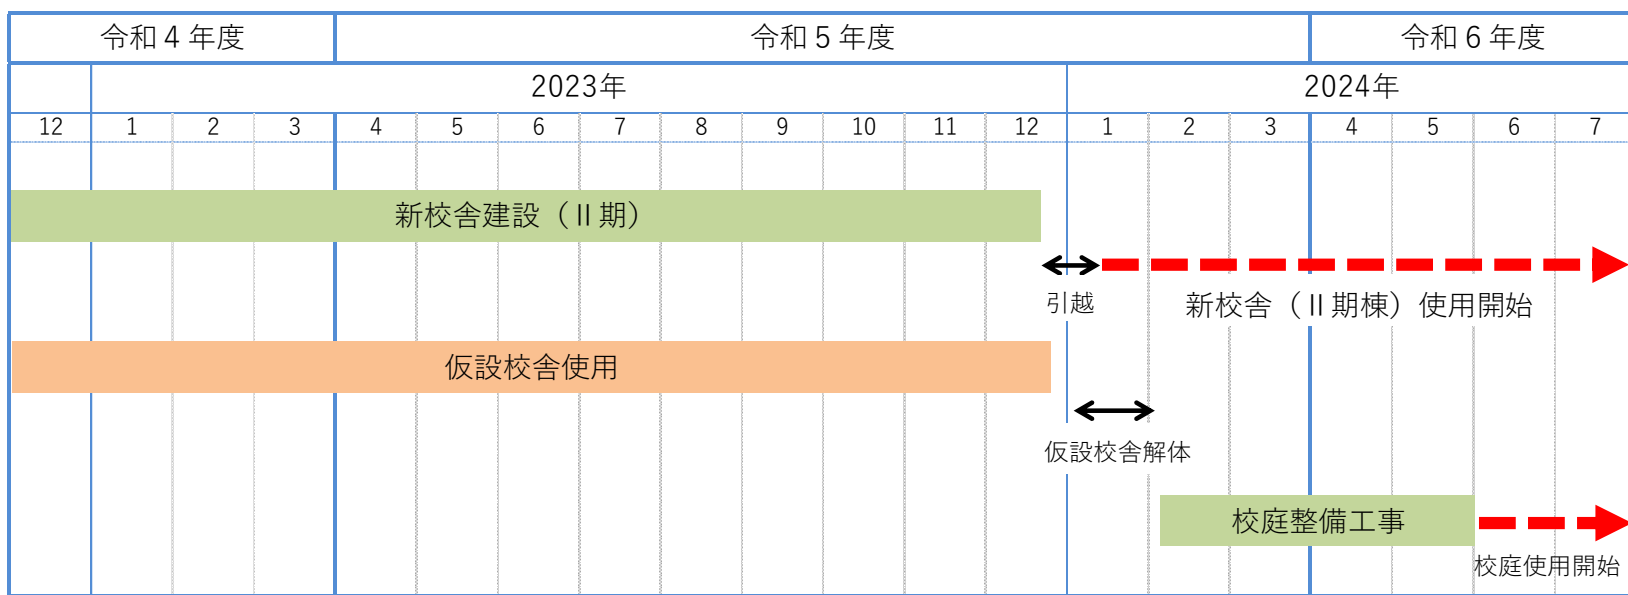 令和４年度 令和５年度 令和６年度
2023年 2024年
12 1 2 3 4 5 6 7 8 9 10 11 12 1 2 3 4 5 6 7
新校舎建設（Ⅱ期）
引越
新校舎（Ⅱ期棟）使用開始
仮設校舎使用
仮設校舎解体
校庭整備工事
校庭使用開始